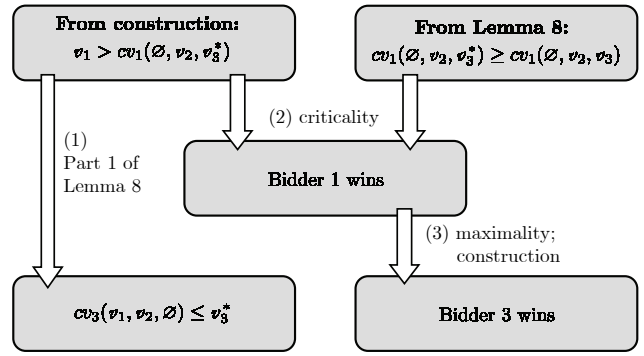 From construction:
v₁ > cv₁(∅, v₂, v₃*)
From Lemma 8:
cv₁(∅, v₂, v₃*) ≥ cv₁(∅, v₂, v₃)
(1)
Part 1 of
Lemma 8
(2) criticality
Bidder 1 wins
(3) maximality;
construction
cv₃(v₁, v₂, ∅) ≤ v₃*
Bidder 3 wins